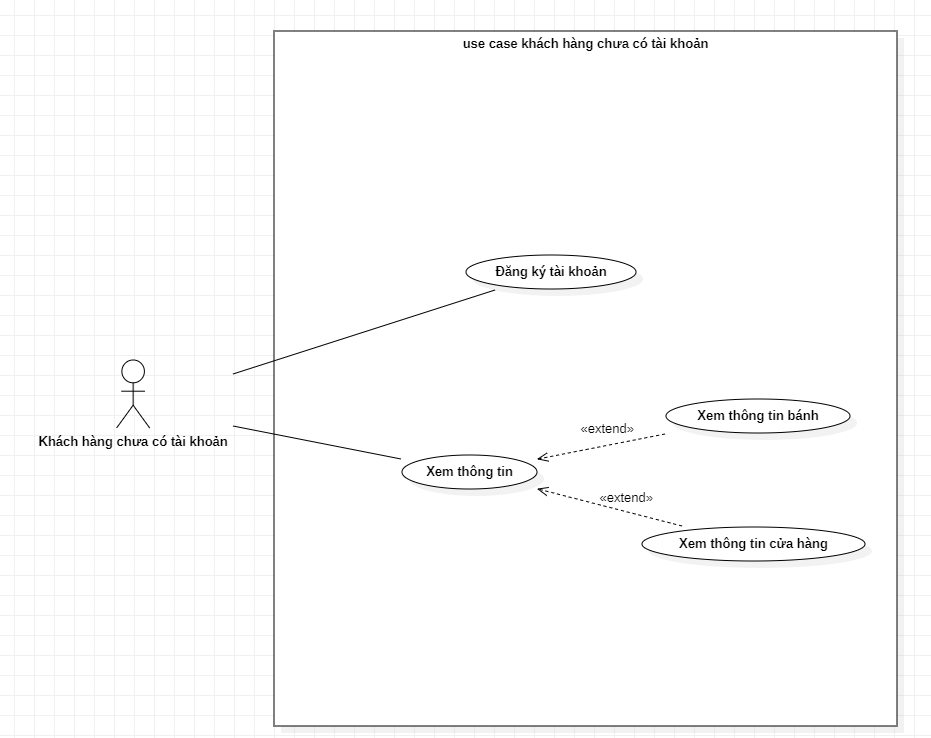 use case khách hàng chưa có tài khoản
Đăng ký tài khoản
Khách hàng chưa có tài khoản
Xem thông tin bánh
«extend»
Xem thông tin
«extend»
Xem thông tin cửa hàng